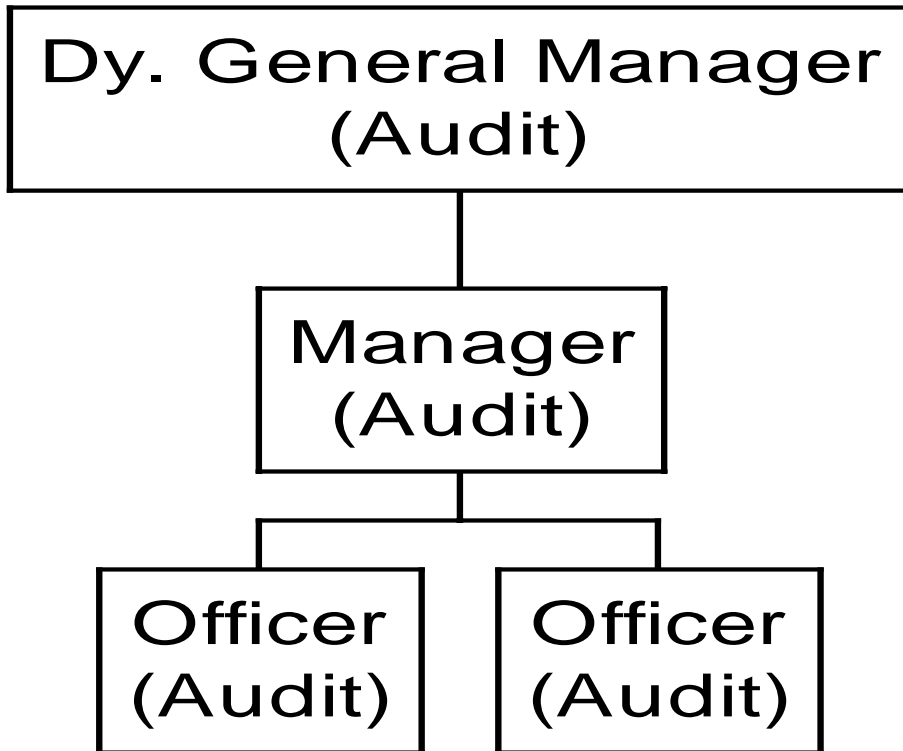 Dy. General Manager
(Audit)
Manager
(Audit)
Officer
(Audit)
Officer
(Audit)